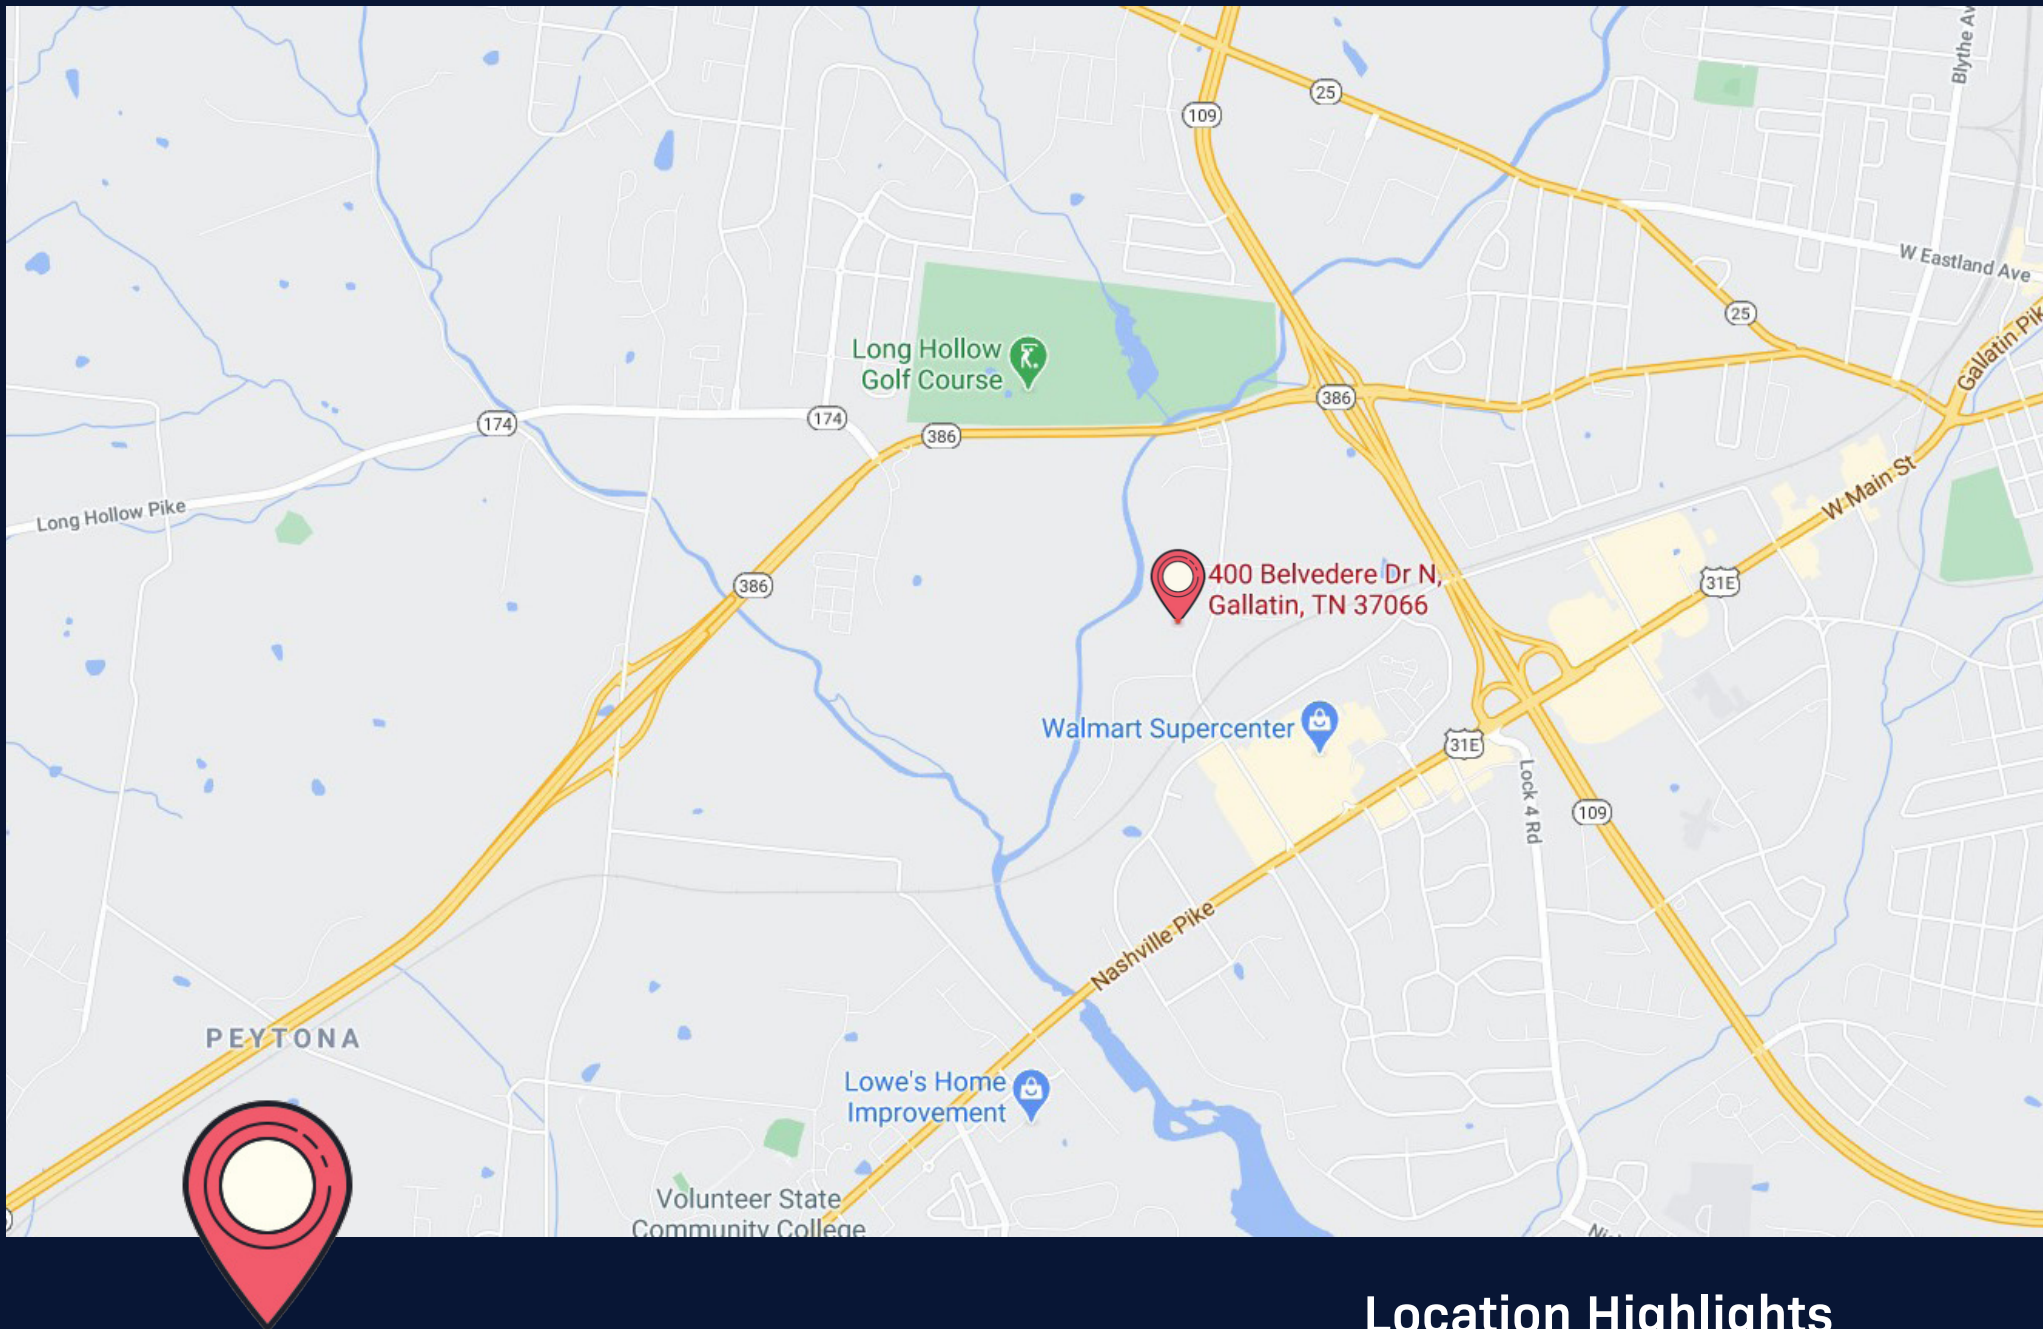 Blythe Av
25
109
W Eastland Ave
25
Gallatin Pik
Long Hollow
Golf Course
386
174
174
386
W Main St
Long Hollow Pike
400 Belvedere Dr N,
Gallatin, TN 37066
386
31E
Walmart Supercenter
31E
Lock 4 Rd
109
Nashville Pike
PEYTONA
Lowe's Home
Improvement
Volunteer State
Community College
Location Highlights